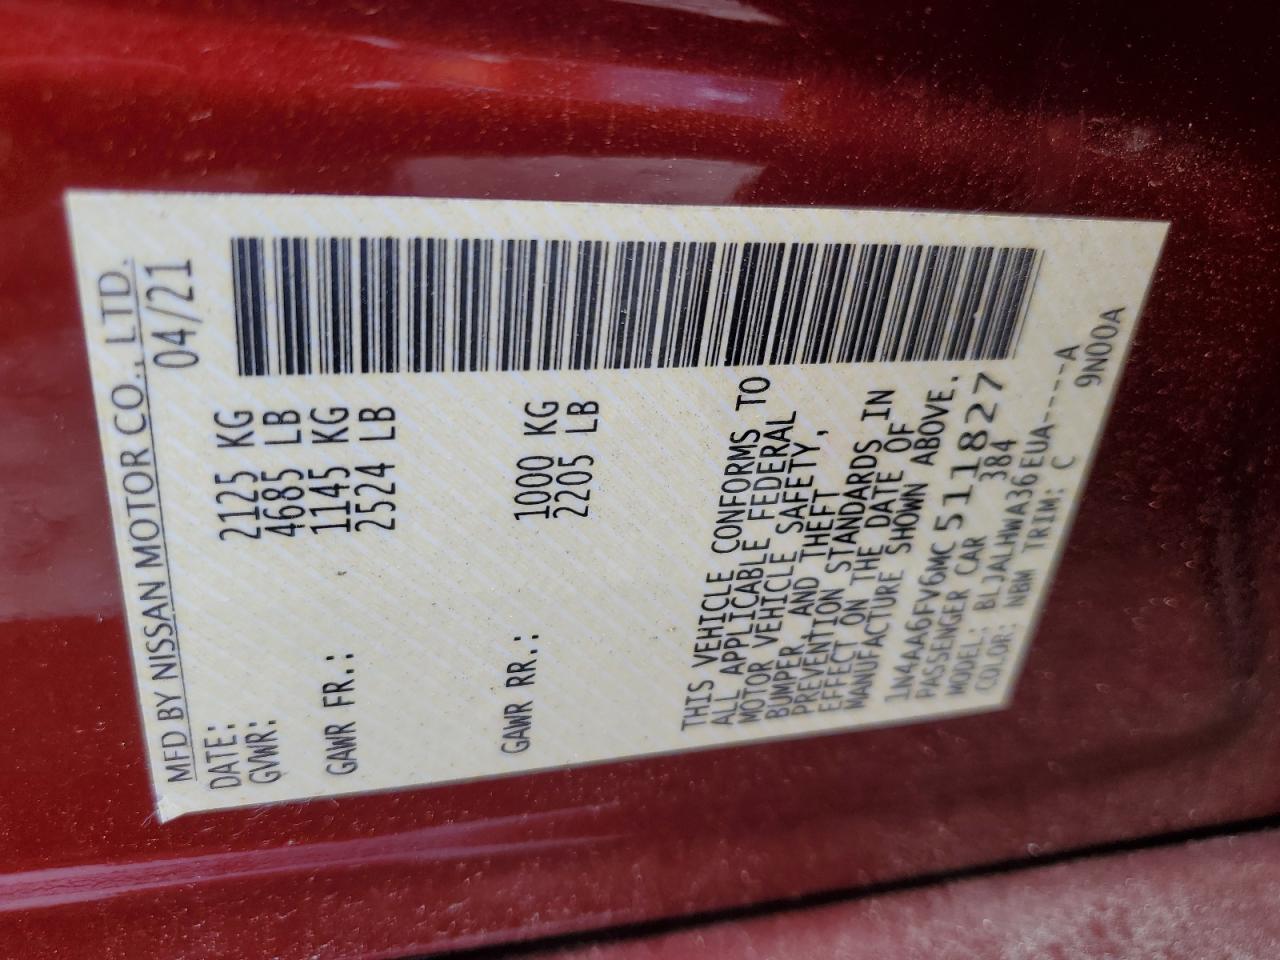 MFD BY NISSAN MOTOR CO., LTD.
DATE: 04/21
GVWR: 2125 KG
4685 LB
GAWR FR.: 1145 KG
2524 LB
GAWR RR.: 1000 KG
2205 LB
THIS VEHICLE CONFORMS TO
ALL APPLICABLE FEDERAL
MOTOR VEHICLE SAFETY,
BUMPER, AND THEFT
PREVENTION STANDARDS IN
EFFECT ON THE DATE OF
MANUFACTURE SHOWN ABOVE.
1N4AA6FV6MC511827
PASSENGER CAR 384
MODEL: BLJALHWA36EUA-----A
COLOR: NBM TRIM: C 9N00A